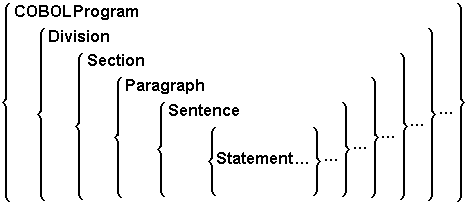 COBOLProgram
Division
Section
Paragraph
Sentence
Statement... ... ... ... ... ...